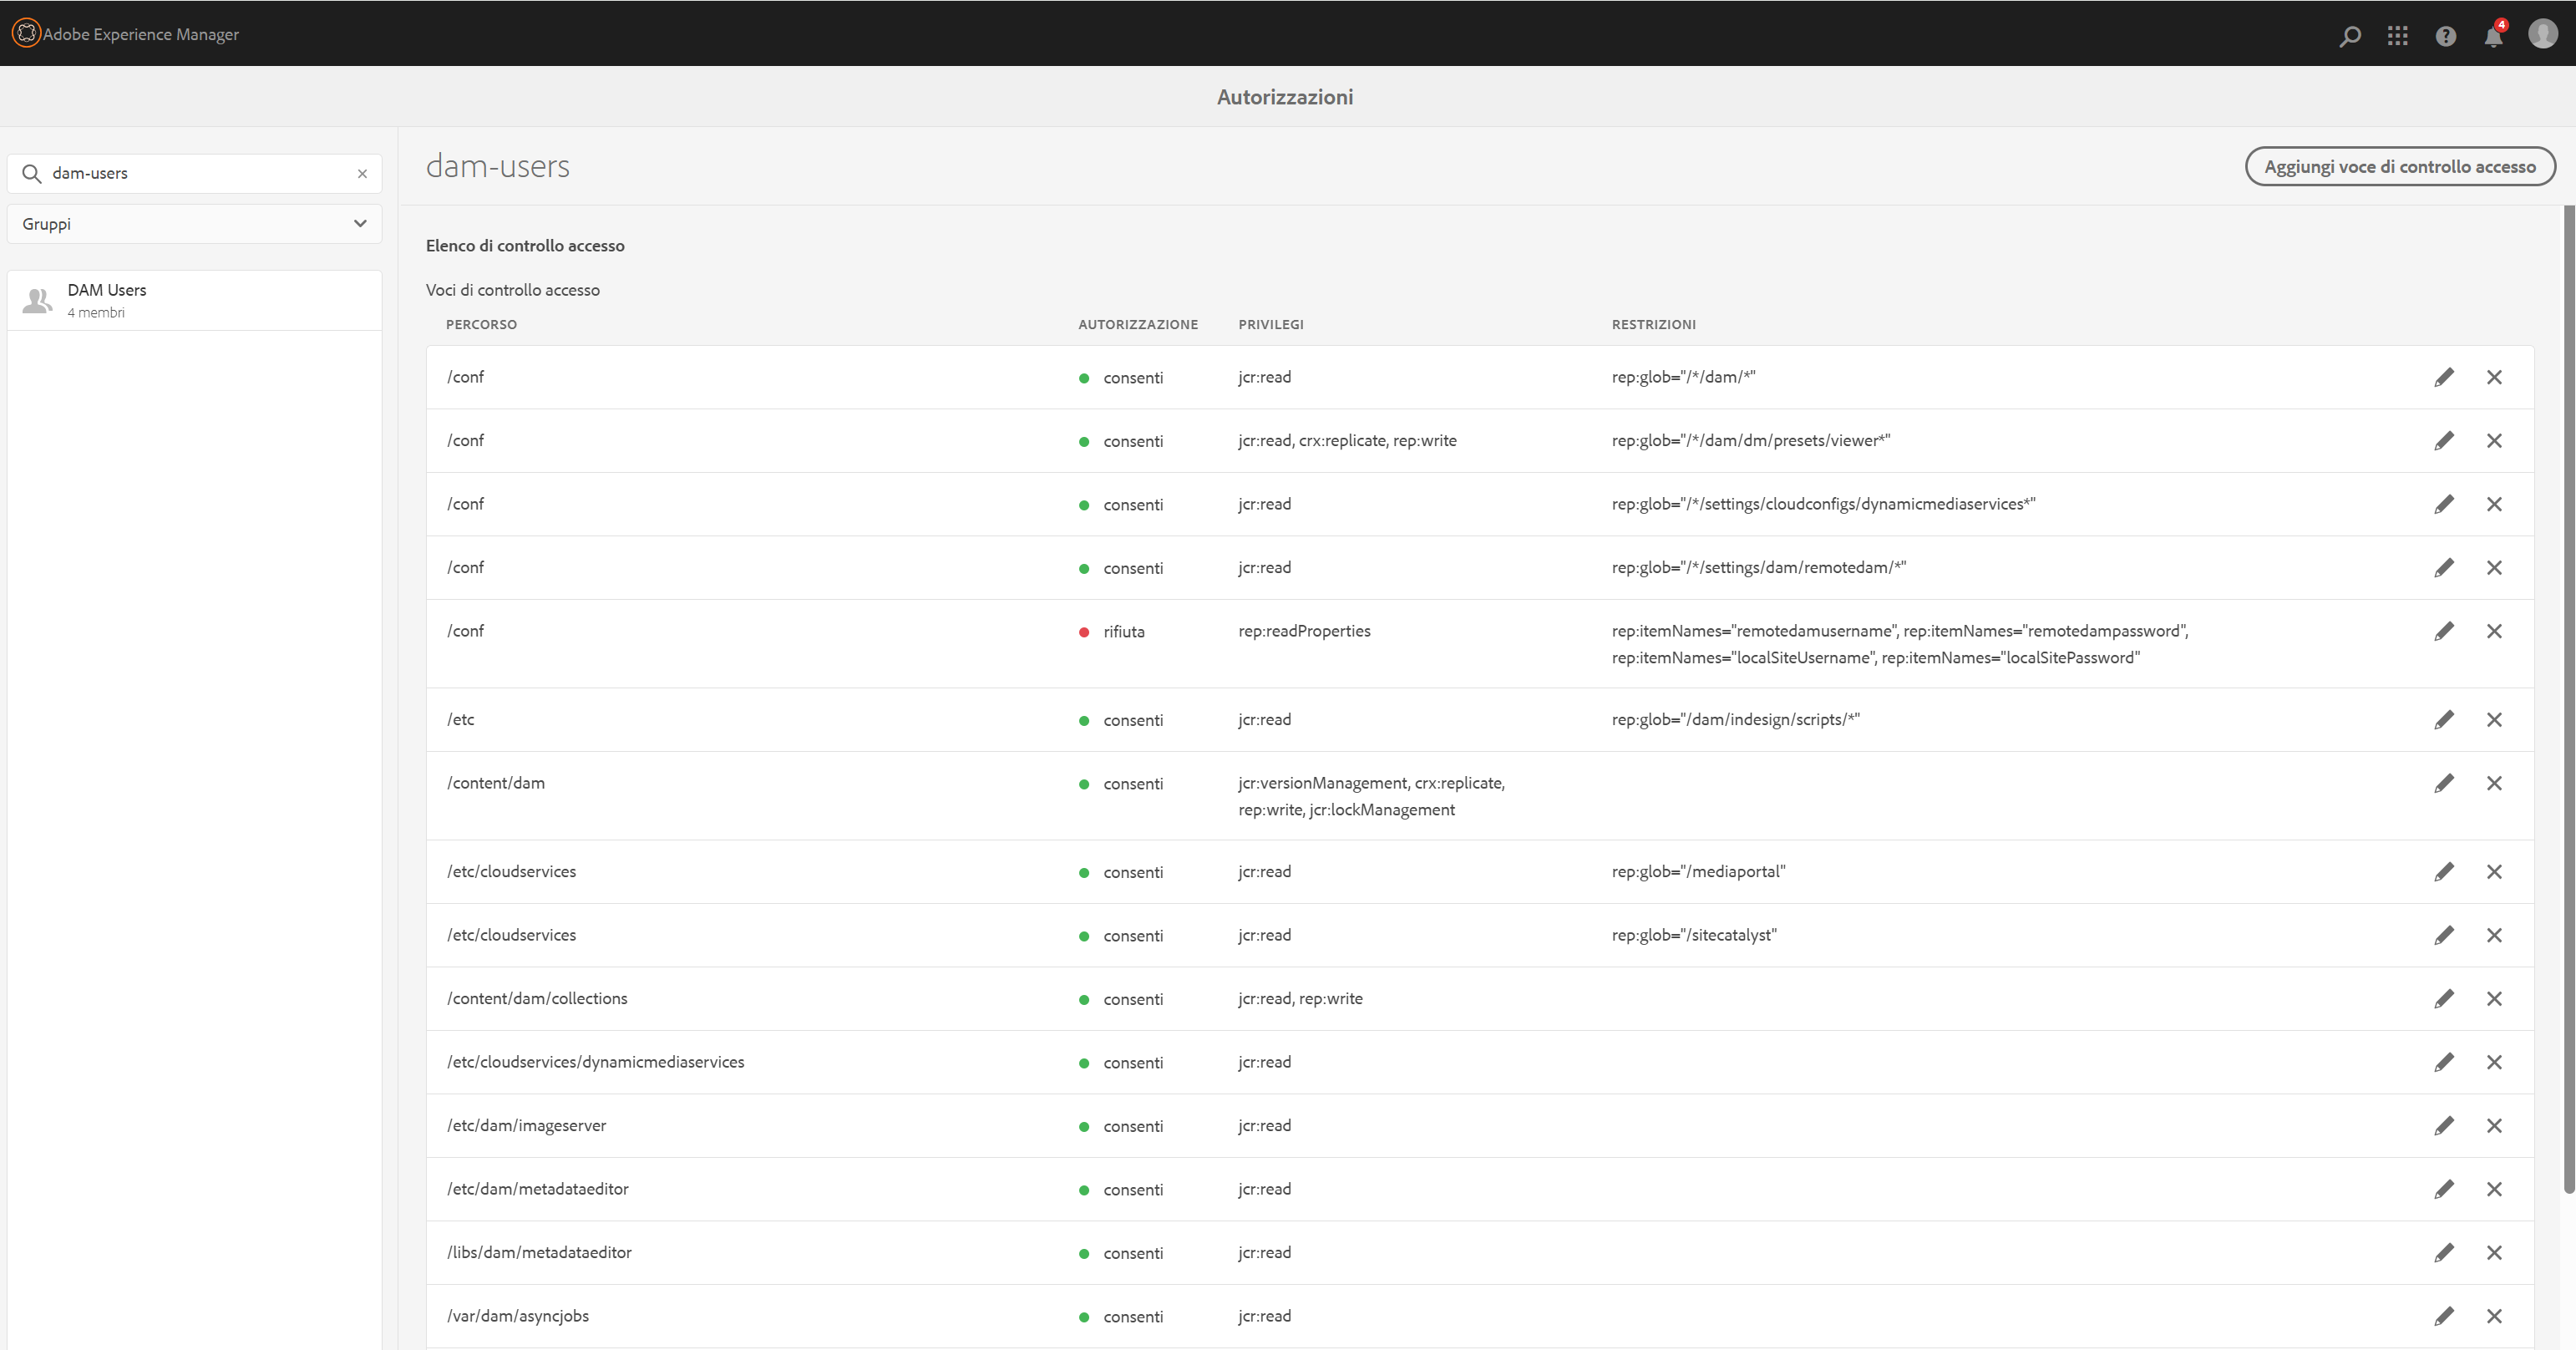 Adobe Experience Manager
4
Autorizzazioni
dam-users
Gruppi
DAM Users
4 membri
dam-users
Aggiungi voce di controllo accesso
Elenco di controllo accesso
Voci di controllo accesso
PERCORSO AUTORIZZAZIONE PRIVILEGI RESTRIZIONI
/conf consenti jcr:read rep:glob="/*/dam/*"
/conf consenti jcr:read, crx:replicate, rep:write rep:glob="/*/dam/dm/presets/viewer*"
/conf consenti jcr:read rep:glob="/*/settings/cloudconfigs/dynamicmediaservices*"
/conf consenti jcr:read rep:glob="/*/settings/dam/remotedam/*"
/conf rifiuta rep:readProperties rep:itemNames="remotedamusername", rep:itemNames="remotedampassword",
rep:itemNames="localSiteUsername", rep:itemNames="localSitePassword"
/etc consenti jcr:read rep:glob="/dam/indesign/scripts/*"
/content/dam consenti jcr:versionManagement, crx:replicate,
rep:write, jcr:lockManagement
/etc/cloudservices consenti jcr:read rep:glob="/mediaportal"
/etc/cloudservices consenti jcr:read rep:glob="/sitecatalyst"
/content/dam/collections consenti jcr:read, rep:write
/etc/cloudservices/dynamicmediaservices consenti jcr:read
/etc/dam/imageserver consenti jcr:read
/etc/dam/metadataeditor consenti jcr:read
/libs/dam/metadataeditor consenti jcr:read
/var/dam/asyncjobs consenti jcr:read